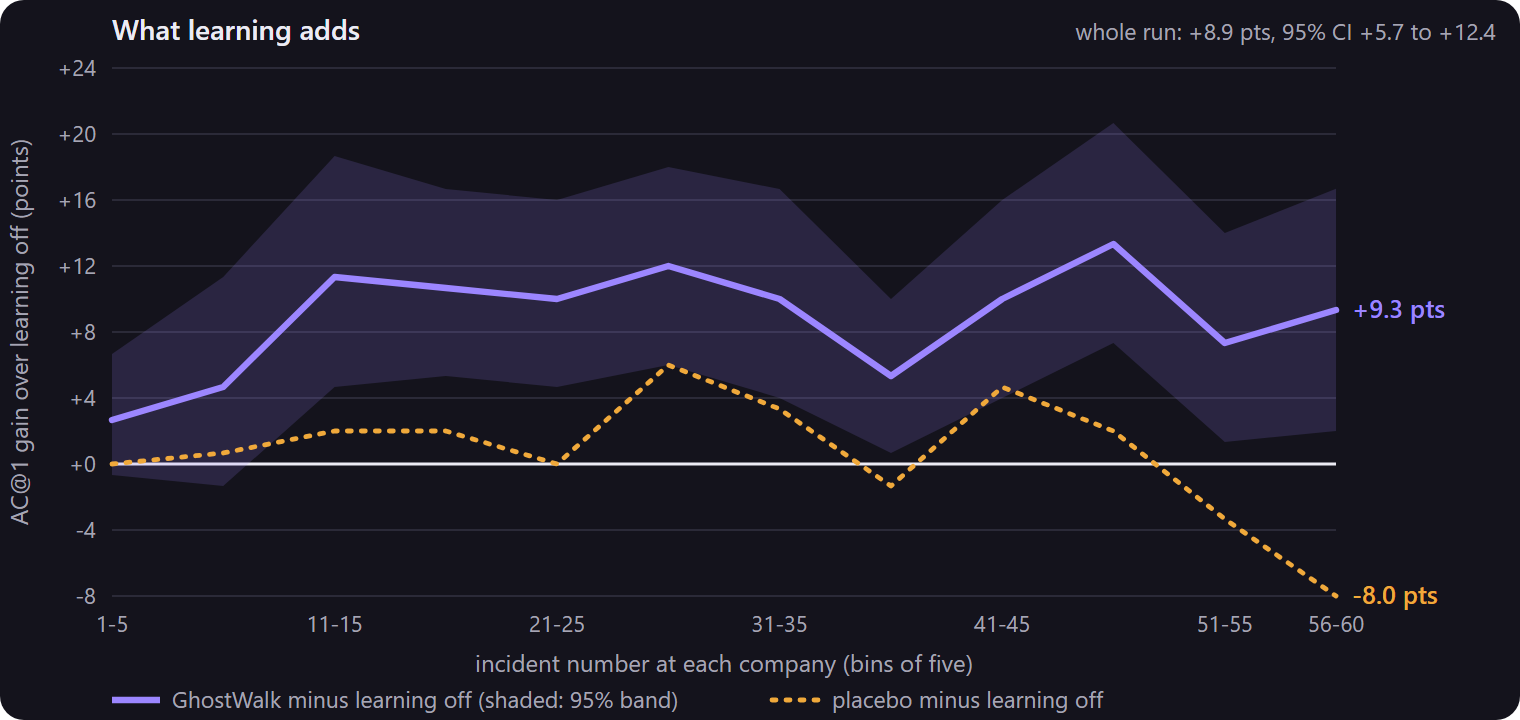 What learning adds
whole run: +8.9 pts, 95% CI +5.7 to +12.4
AC@1 gain over learning off (points)
+24
+20
+16
+12
+8
+4
+0
-4
-8
+9.3 pts
-8.0 pts
1-5
11-15
21-25
31-35
41-45
51-55
56-60
incident number at each company (bins of five)
GhostWalk minus learning off (shaded: 95% band)
placebo minus learning off